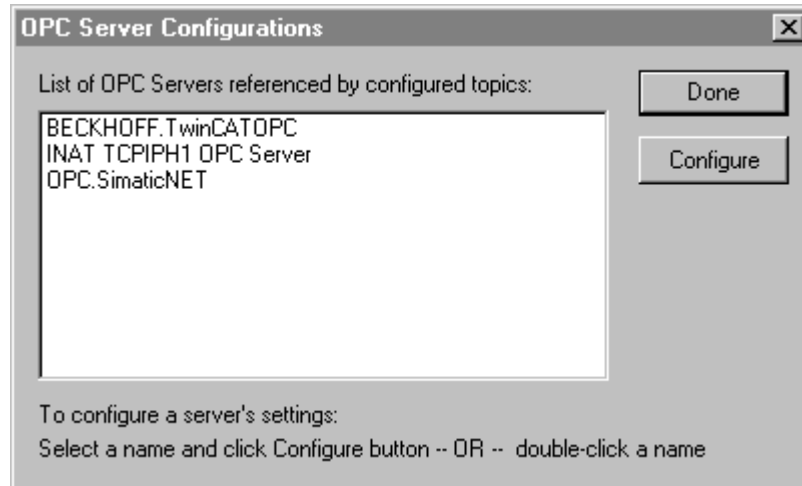 OPC Server Configurations
List of OPC Servers referenced by configured topics:
Done
BECKHOFF.TwinCATOPC
INAT TCPIPH1 OPC Server
OPC.SimaticNET
Configure
To configure a server's settings:
Select a name and click Configure button -- OR -- double-click a name